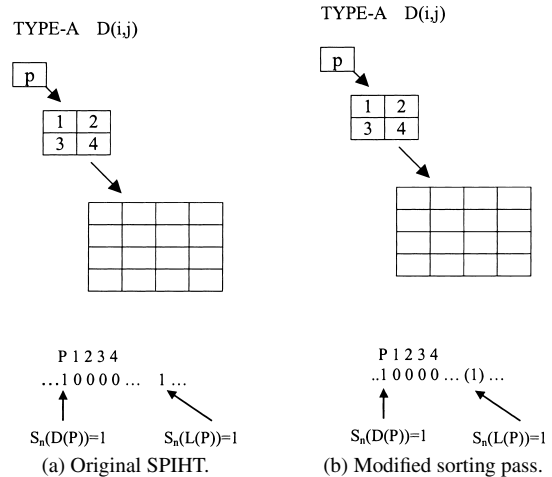 TYPE-A D(i,j)
p
1 2
3 4
P 1 2 3 4
...1 0 0 0 0 ... 1 ...
Sn(D(P))=1 Sn(L(P))=1
(a) Original SPIHT.
TYPE-A D(i,j)
p
1 2
3 4
P 1 2 3 4
..1 0 0 0 0 ... (1) ...
Sn(D(P))=1 Sn(L(P))=1
(b) Modified sorting pass.